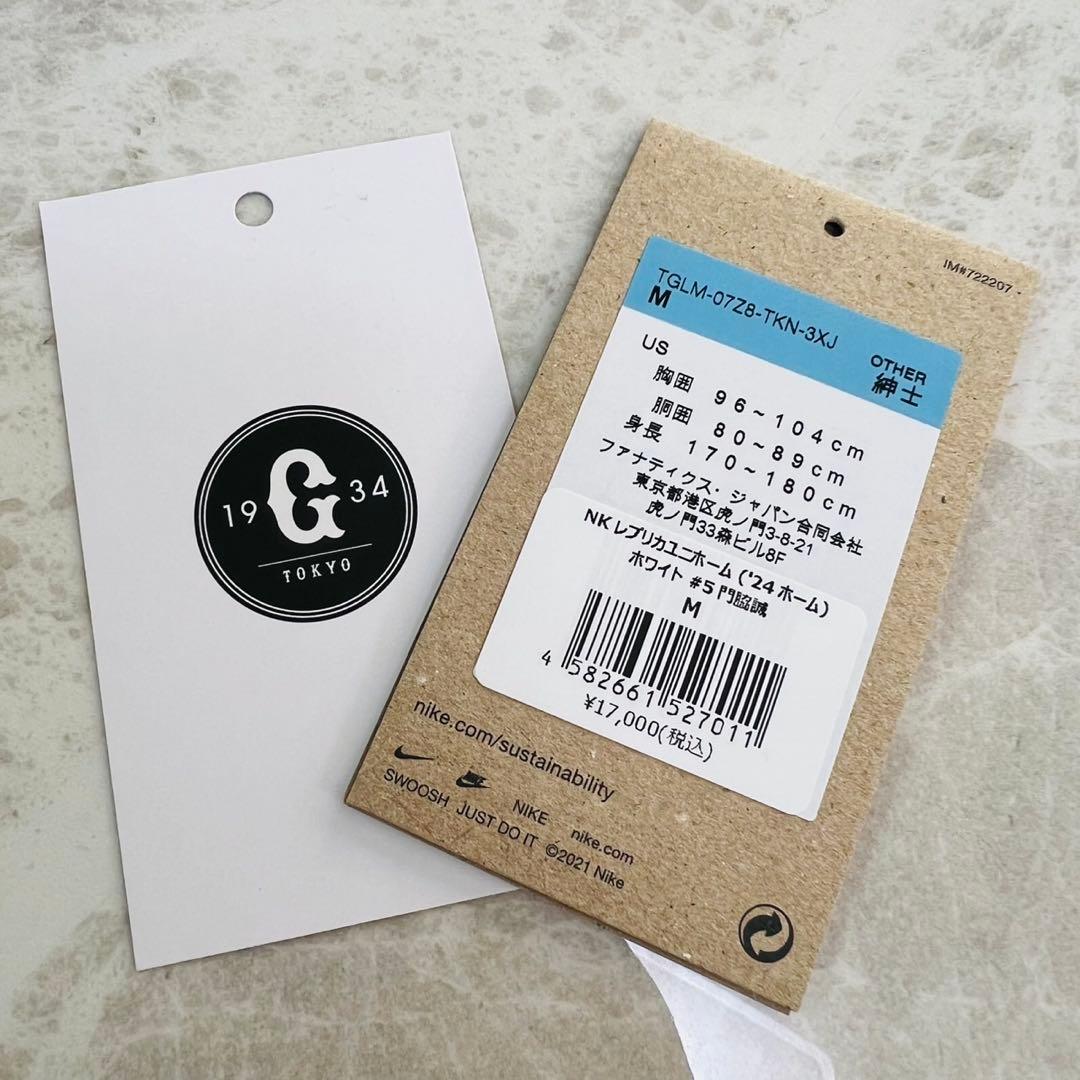 19 G 34
TOKYO
IM#722207
TGLM-07Z8-TKN-3XJ
M
US
OTHER
紳士
胸囲 96~104cm
胴囲 80~89cm
身長 170~180cm
ファナティクス・ジャパン合同会社
東京都港区虎ノ門3-8-21
虎ノ門33森ビル8F
NKレプリカユニホーム('24ホーム)
ホワイト #5門脇誠
M
4 582661 527011
¥17,000(税込)
nike.com/sustainability
NIKE nike.com
SWOOSH JUST DO IT ©2021 Nike